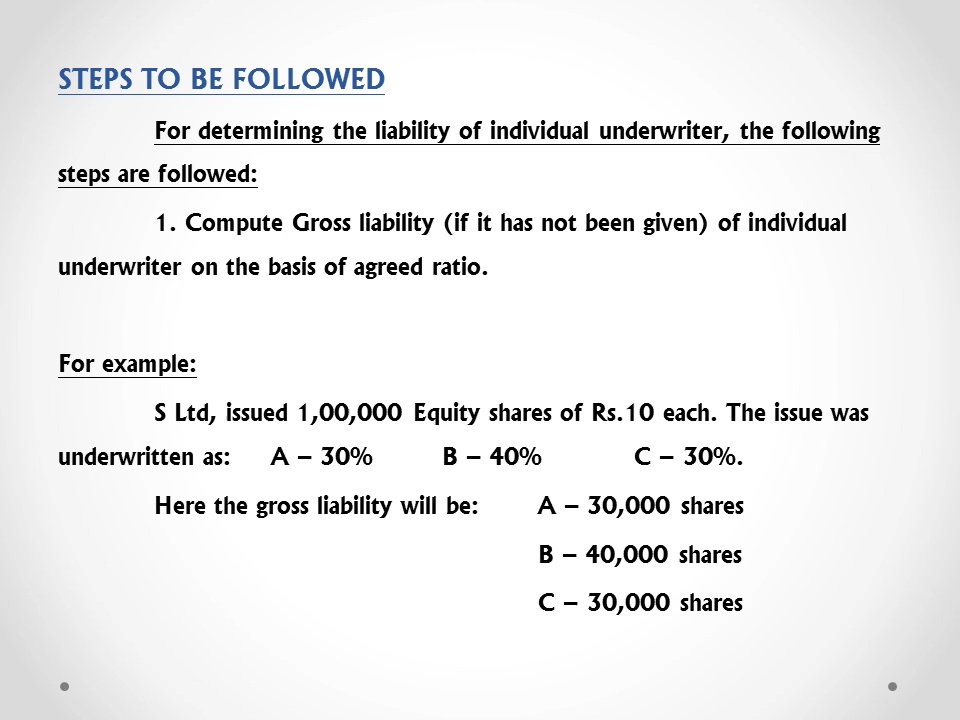 STEPS TO BE FOLLOWED
For determining the liability of individual underwriter, the following
steps are followed:
1. Compute Gross liability (if it has not been given) of individual
underwriter on the basis of agreed ratio.
For example:
S Ltd, issued 1,00,000 Equity shares of Rs.10 each. The issue was
underwritten as: A – 30% B – 40% C – 30%.
Here the gross liability will be: A – 30,000 shares
B – 40,000 shares
C – 30,000 shares